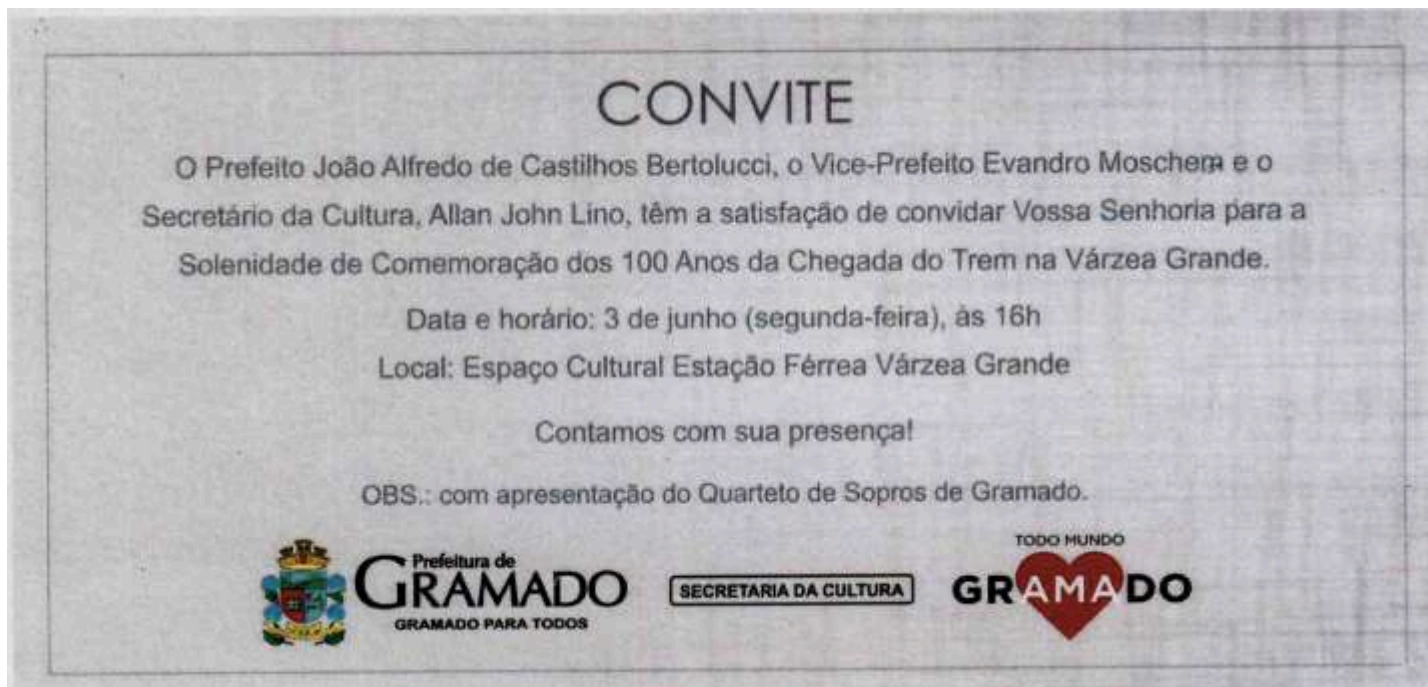 CONVITE
O Prefeito João Alfredo de Castilhos Bertolucci, o Vice-Prefeito Evandro Moschem e o
Secretário da Cultura, Allan John Lino, têm a satisfação de convidar Vossa Senhoria para a
Solenidade de Comemoração dos 100 Anos da Chegada do Trem na Várzea Grande.
Data e horário: 3 de junho (segunda-feira), às 16h
Local: Espaço Cultural Estação Férrea Várzea Grande
Contamos com sua presença!
OBS.: com apresentação do Quarteto de Sopros de Gramado.
Prefeitura de
GRAMADO
GRAMADO PARA TODOS
SECRETARIA DA CULTURA
TODO MUNDO
GRAMADO